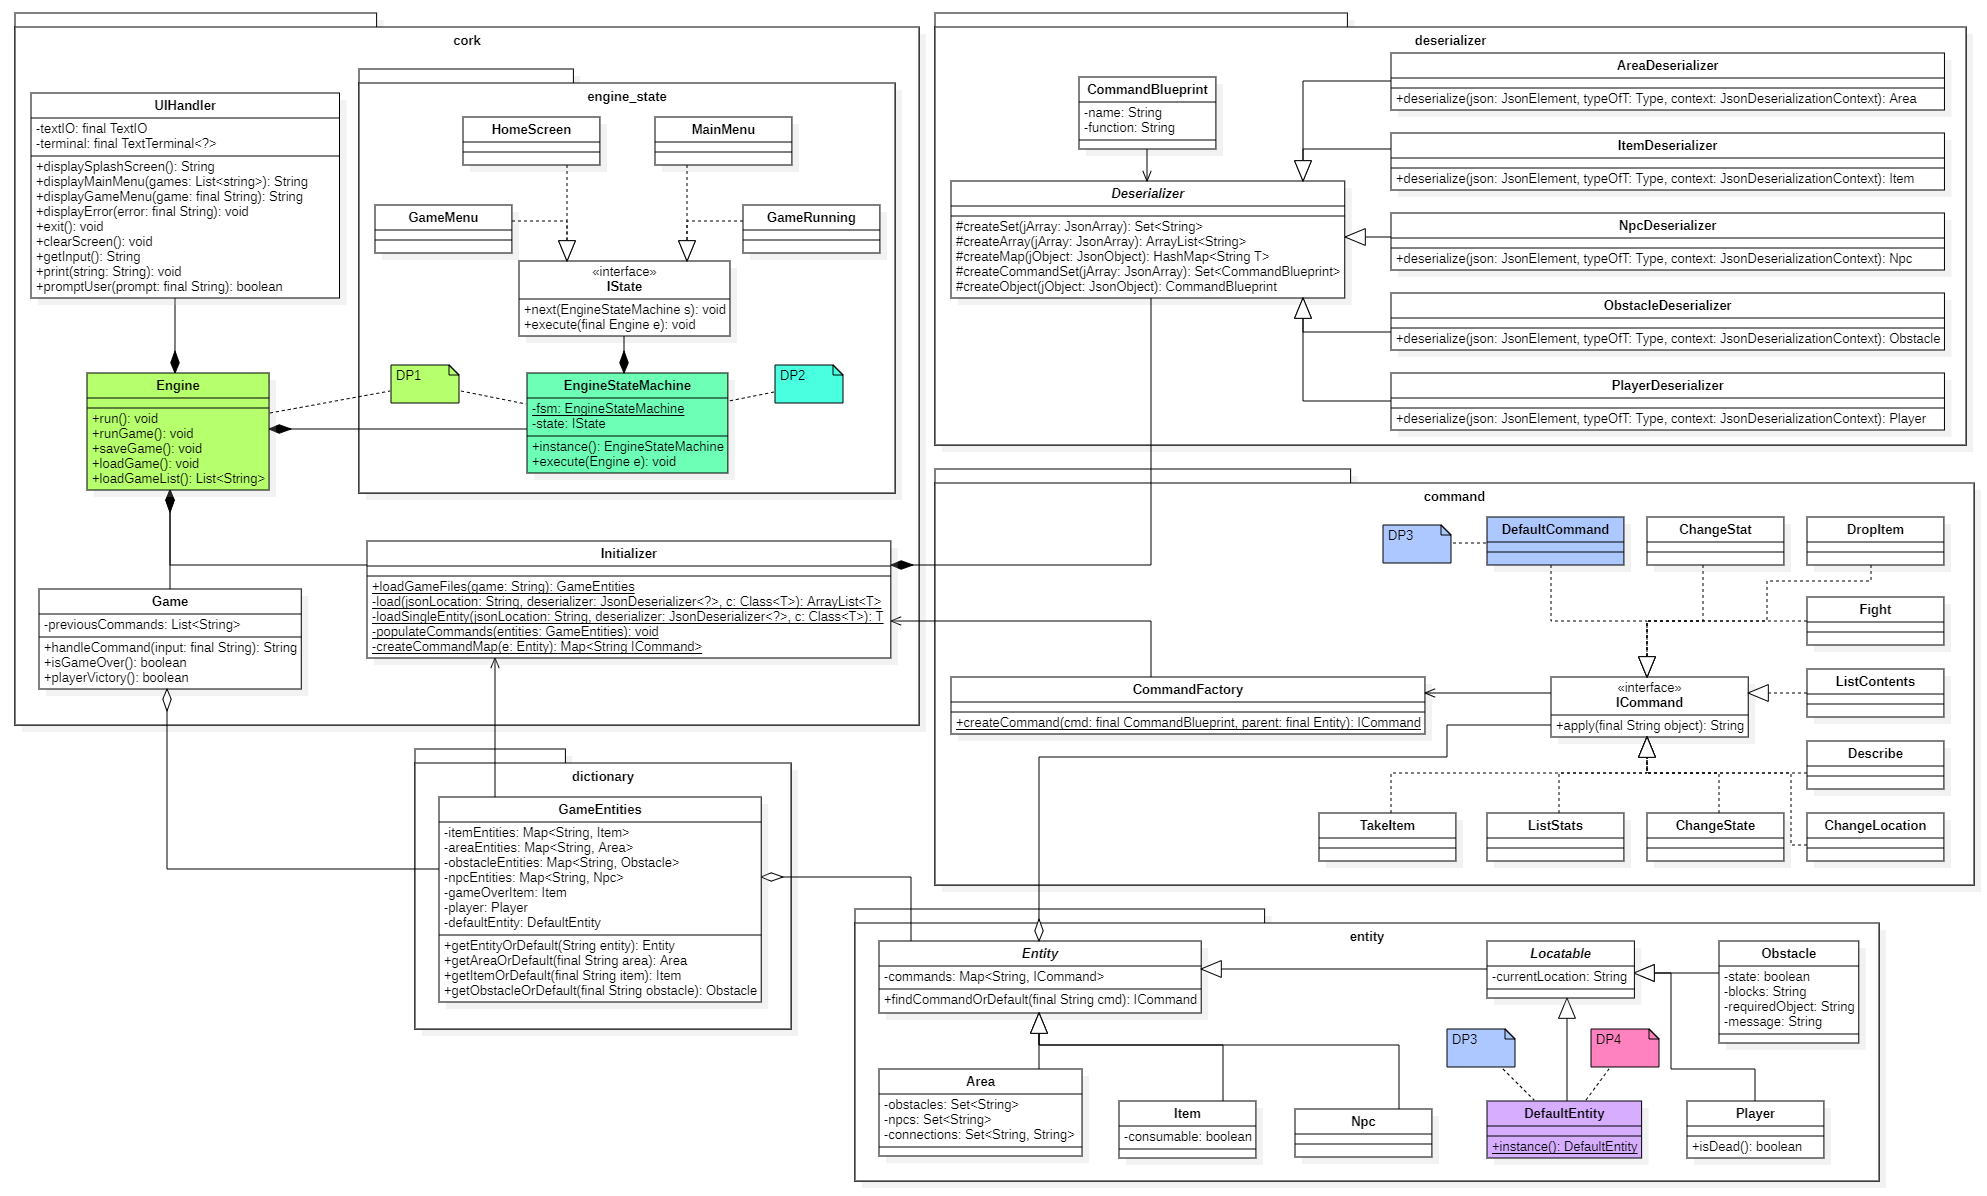 cork
UIHandler
-textIO: final TextIO
-terminal: final TextTerminal<?>
+displaySplashScreen(): String
+displayMainMenu(games: List<string>): String
+displayGameMenu(game: final String): String
+displayError(error: final String): void
+exit(): void
+clearScreen(): void
+getInput(): String
+print(string: String): void
+promptUser(prompt: final String): boolean
engine_state
HomeScreen
MainMenu
GameMenu
GameRunning
«interface»
IState
+next(EngineStateMachine s): void
+execute(final Engine e): void
DP1
DP2
Engine
+run(): void
+runGame(): void
+saveGame(): void
+loadGame(): void
+loadGameList(): List<String>
EngineStateMachine
-fsm: EngineStateMachine
-state: IState
+instance(): EngineStateMachine
+execute(Engine e): void
Initializer
+loadGameFiles(game: String): GameEntities
-load(jsonLocation: String, deserializer: JsonDeserializer<?>, c: Class<T>): ArrayList<T>
-loadSingleEntity(jsonLocation: String, deserializer: JsonDeserializer<?>, c: Class<T>): T
-populateCommands(entities: GameEntities): void
-createCommandMap(e: Entity): Map<String ICommand>
Game
-previousCommands: List<String>
+handleCommand(input: final String): String
+isGameOver(): boolean
+playerVictory(): boolean
deserializer
CommandBlueprint
-name: String
-function: String
Deserializer
#createSet(jArray: JsonArray): Set<String>
#createArray(jArray: JsonArray): ArrayList<String>
#createMap(jObject: JsonObject): HashMap<String T>
#createCommandSet(jArray: JsonArray): Set<CommandBlueprint>
#createObject(jObject: JsonObject): CommandBlueprint
AreaDeserializer
+deserialize(json: JsonElement, typeOfT: Type, context: JsonDeserializationContext): Area
ItemDeserializer
+deserialize(json: JsonElement, typeOfT: Type, context: JsonDeserializationContext): Item
NpcDeserializer
+deserialize(json: JsonElement, typeOfT: Type, context: JsonDeserializationContext): Npc
ObstacleDeserializer
+deserialize(json: JsonElement, typeOfT: Type, context: JsonDeserializationContext): Obstacle
PlayerDeserializer
+deserialize(json: JsonElement, typeOfT: Type, context: JsonDeserializationContext): Player
command
DP3
DefaultCommand
ChangeStat
DropItem
Fight
ListContents
CommandFactory
+createCommand(cmd: final CommandBlueprint, parent: final Entity): ICommand
«interface»
ICommand
+apply(final String object): String
Describe
TakeItem
ListStats
ChangeState
ChangeLocation
dictionary
GameEntities
-itemEntities: Map<String, Item>
-areaEntities: Map<String, Area>
-obstacleEntities: Map<String, Obstacle>
-npcEntities: Map<String, Npc>
-gameOverItem: Item
-player: Player
-defaultEntity: DefaultEntity
+getEntityOrDefault(String entity): Entity
+getAreaOrDefault(final String area): Area
+getItemOrDefault(final String item): Item
+getObstacleOrDefault(final String obstacle): Obstacle
entity
Entity
-commands: Map<String, ICommand>
+findCommandOrDefault(final String cmd): ICommand
Locatable
-currentLocation: String
Obstacle
-state: boolean
-blocks: String
-requiredObject: String
-message: String
DP3
DP4
Area
-obstacles: Set<String>
-npcs: Set<String>
-connections: Set<String, String>
Item
-consumable: boolean
Npc
DefaultEntity
+instance(): DefaultEntity
Player
+isDead(): boolean